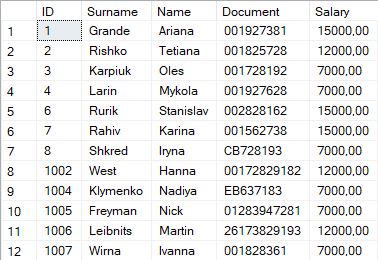 ID Surname Name Document Salary
1 1 Grande Ariana 001927381 15000,00
2 2 Rishko Tetiana 001825728 12000,00
3 3 Karpiuk Oles 001728192 7000,00
4 4 Larin Mykola 001927628 7000,00
5 6 Rurik Stanislav 002828162 15000,00
6 7 Rahiv Karina 001562738 15000,00
7 8 Shkred Iryna CB728193 7000,00
8 1002 West Hanna 00172829182 12000,00
9 1004 Klymenko Nadiya EB637183 7000,00
10 1005 Freyman Nick 01283947281 7000,00
11 1006 Leibnits Martin 26173829193 12000,00
12 1007 Wirna Ivanna 001828361 7000,00